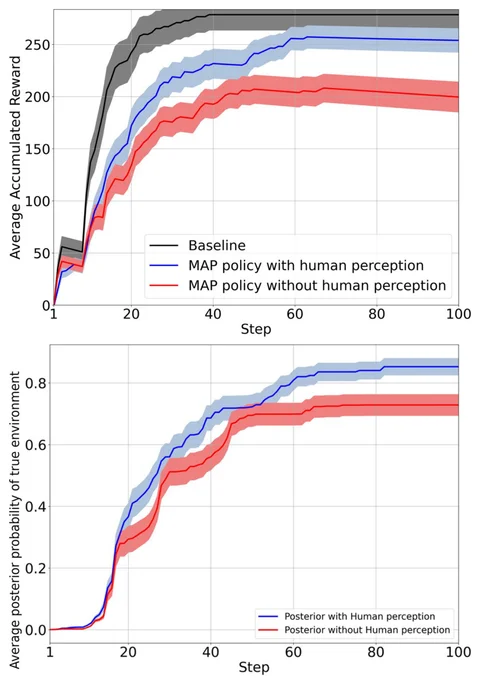 Average Accumulated Reward
250
200
150
100
50
0
Baseline
MAP policy with human perception
MAP policy without human perception
1 20 40 60 80 100
Step
Average posterior probability of true environment
0.8
0.6
0.4
0.2
0.0
Posterior with Human perception
Posterior without Human perception
1 20 40 60 80 100
Step